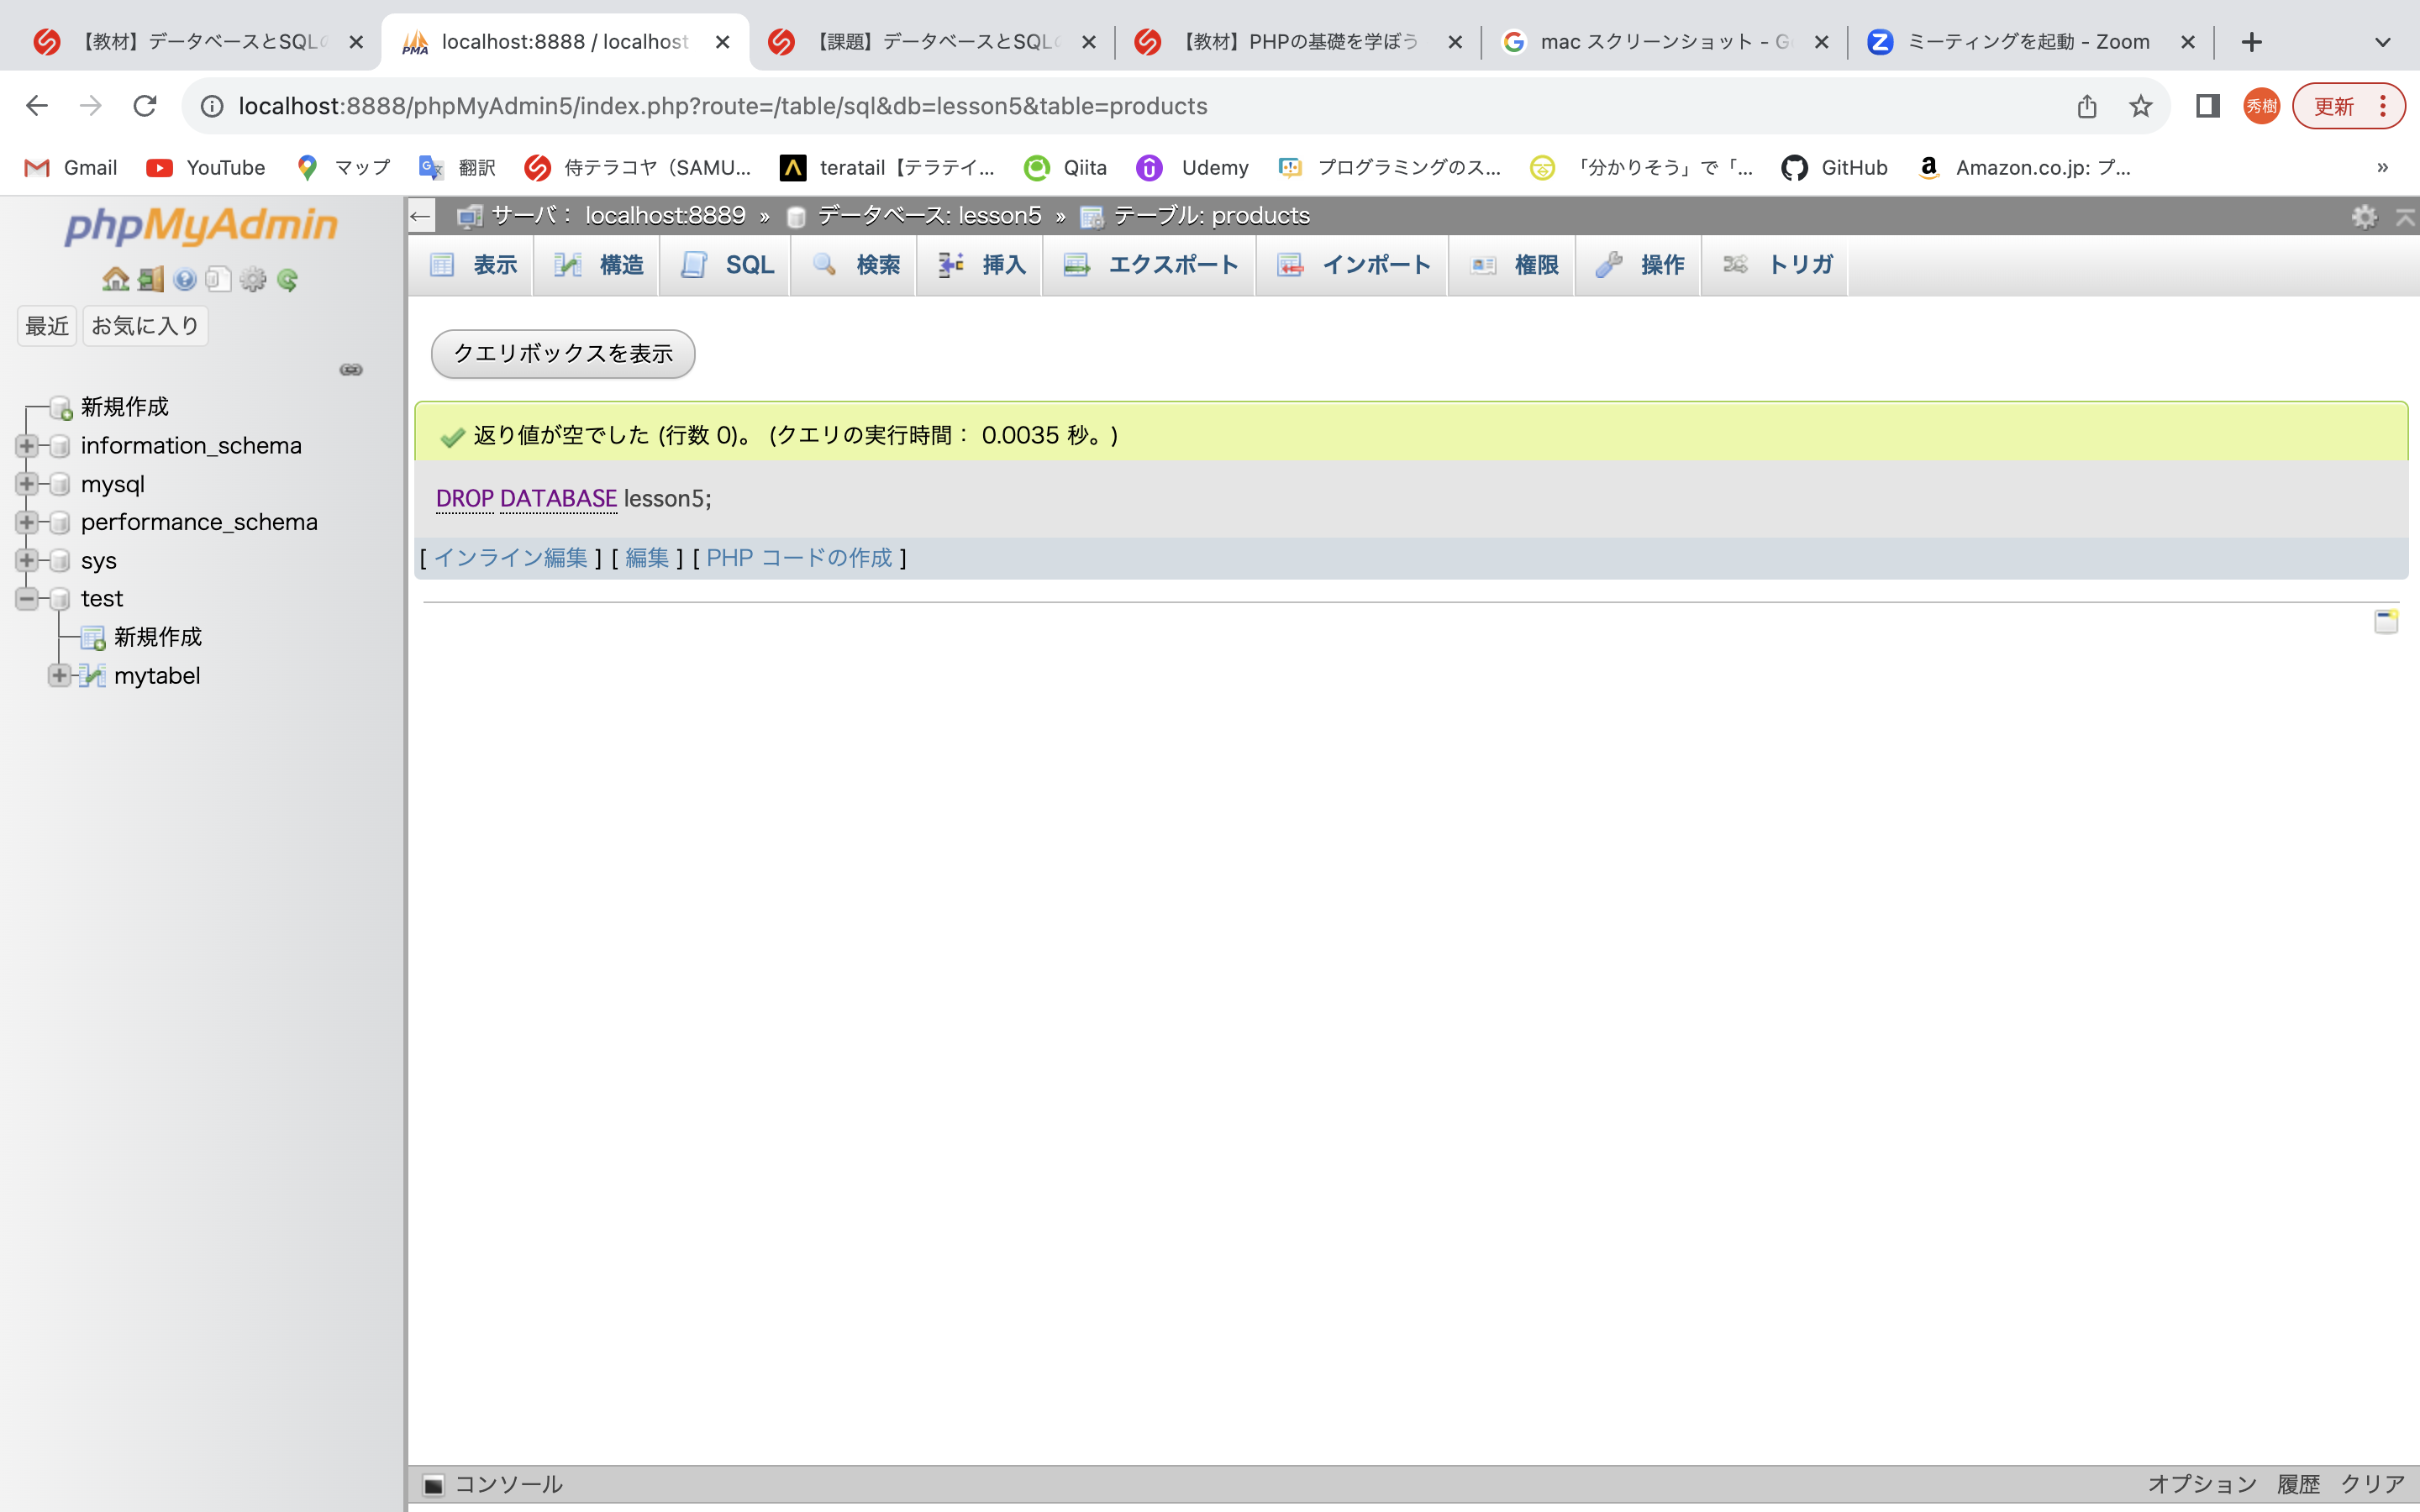 【教材】データベースとSQLの
localhost:8888 / localhost
【課題】データベースとSQLの
【教材】PHPの基礎を学ぼう
mac スクリーンショット - G
ミーティングを起動 - Zoom
localhost:8888/phpMyAdmin5/index.php?route=/table/sql&db=lesson5&table=products
秀樹
更新
Gmail
YouTube
マップ
翻訳
侍テラコヤ（SAMU...
teratail【テラテイ...
Qiita
Udemy
プログラミングのス...
「分かりそう」で「...
GitHub
Amazon.co.jp: プ...
»
phpMyAdmin
最近 お気に入り
新規作成
information_schema
mysql
performance_schema
sys
test
新規作成
mytabel
サーバ： localhost:8889 » データベース: lesson5 » テーブル: products
表示 構造 SQL 検索 挿入 エクスポート インポート 権限 操作 トリガ
クエリボックスを表示
返り値が空でした (行数 0)。 (クエリの実行時間： 0.0035 秒。)
DROP DATABASE lesson5;
[ インライン編集 ] [ 編集 ] [ PHP コードの作成 ]
コンソール
オプション 履歴 クリア